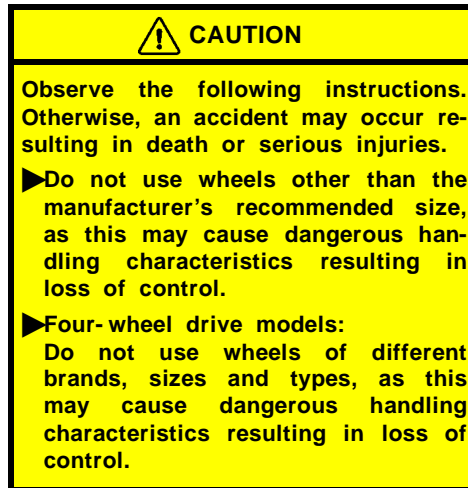 CAUTION
Observe the following instructions.
Otherwise, an accident may occur re-
sulting in death or serious injuries.
▶Do not use wheels other than the
manufacturer's recommended size,
as this may cause dangerous han-
dling characteristics resulting in
loss of control.
▶Four- wheel drive models:
Do not use wheels of different
brands, sizes and types, as this
may cause dangerous handling
characteristics resulting in loss of
control.